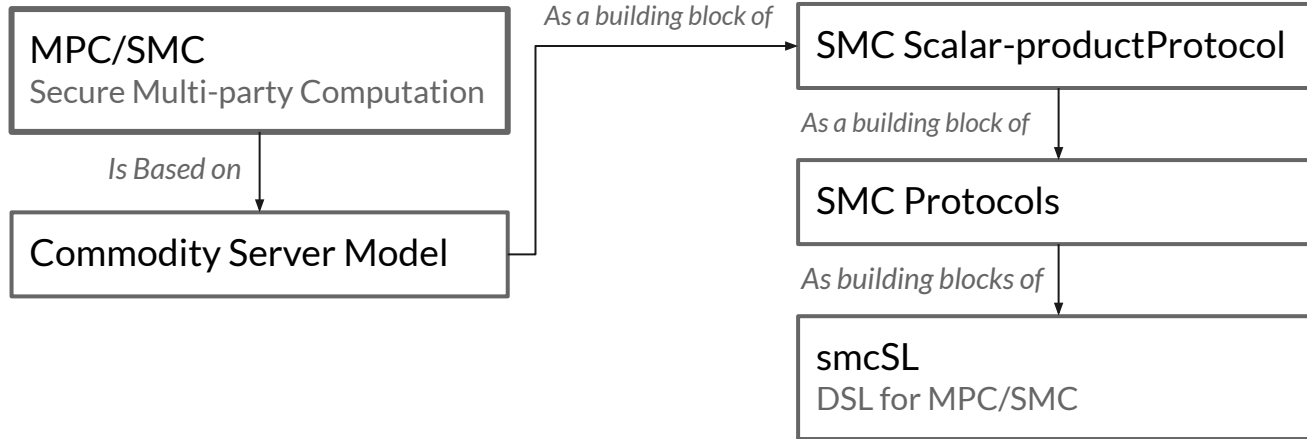 MPC/SMC
Secure Multi-party Computation
Is Based on
Commodity Server Model
As a building block of
SMC Scalar-productProtocol
As a building block of
SMC Protocols
As building blocks of
smcSL
DSL for MPC/SMC